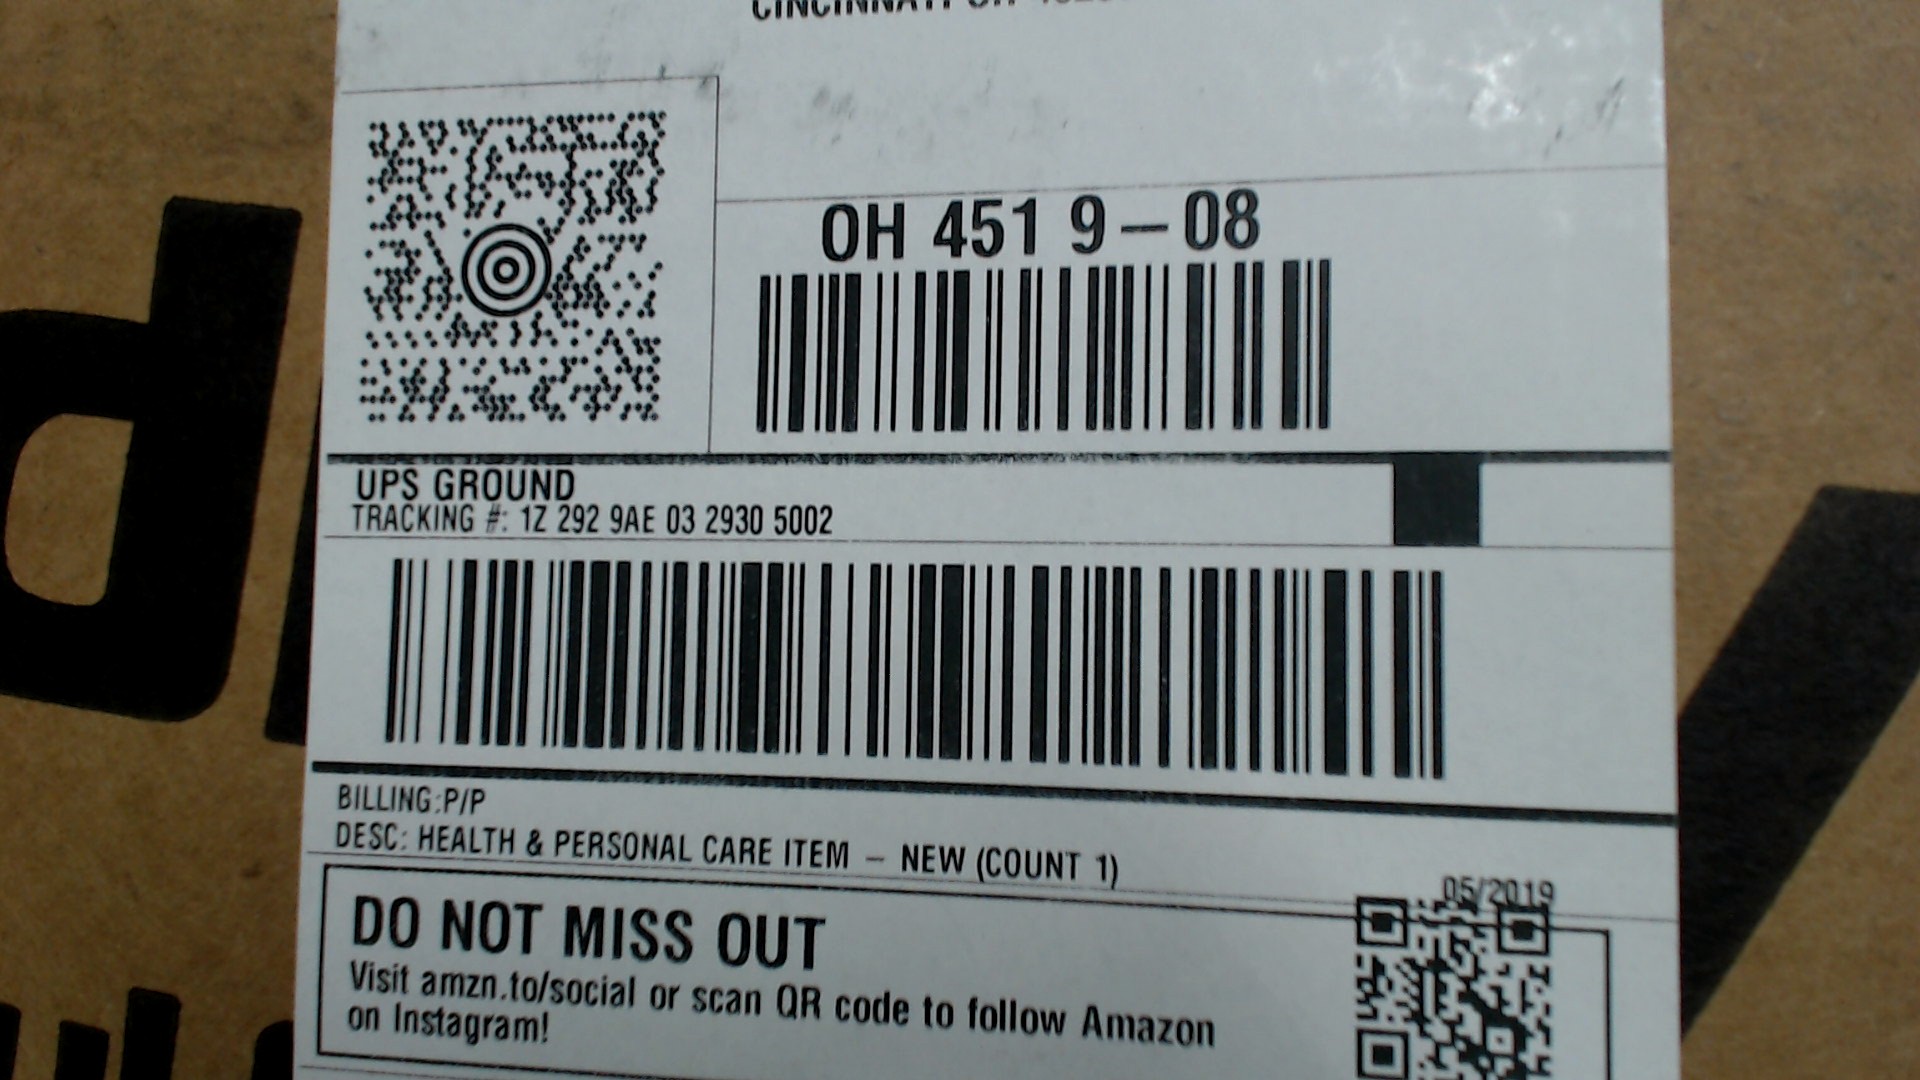 CINCINNATI OH
OH 451 9-08
UPS GROUND
TRACKING #: 1Z 292 9AE 03 2930 5002
BILLING:P/P
DESC: HEALTH & PERSONAL CARE ITEM - NEW (COUNT 1)
05/2019
DO NOT MISS OUT
Visit amzn.to/social or scan QR code to follow Amazon
on Instagram!